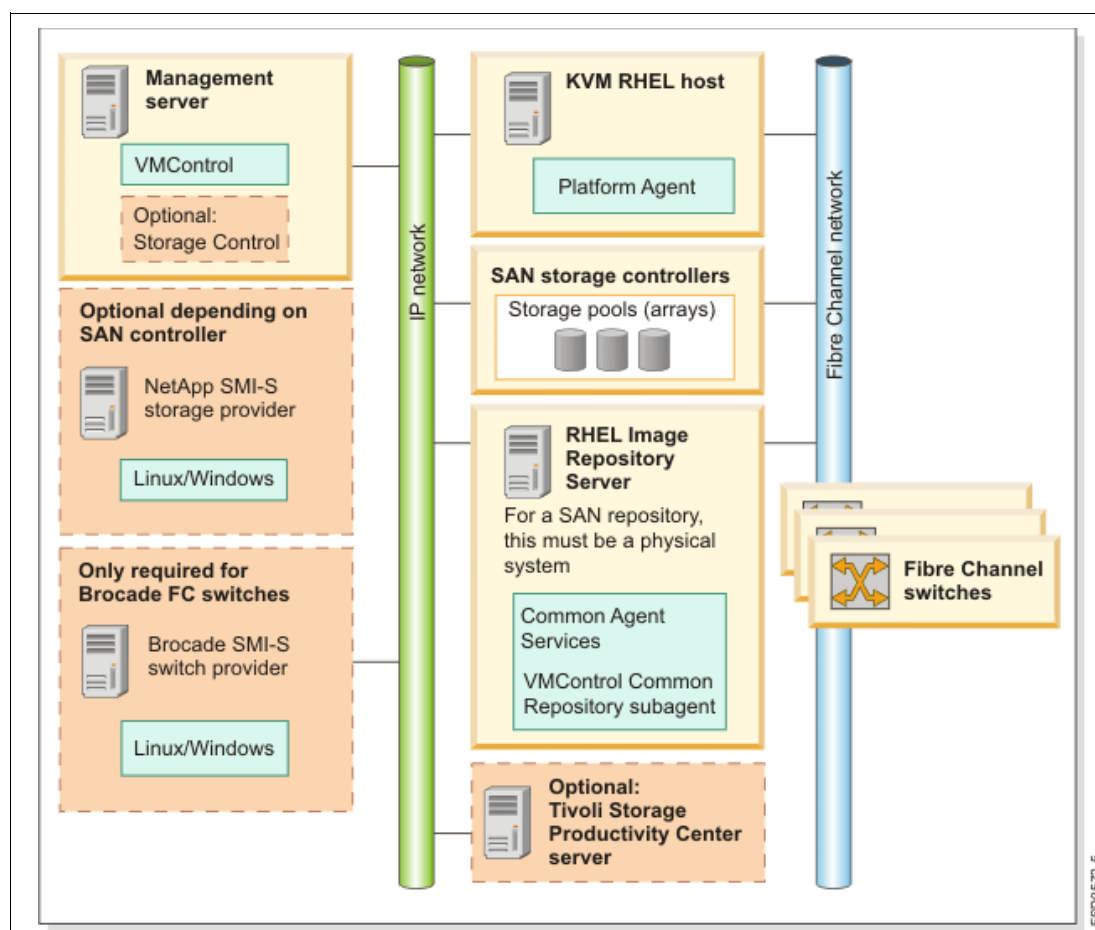 Management
server
VMControl
Optional:
Storage Control
Optional depending on
SAN controller
NetApp SMI-S
storage provider
Linux/Windows
Only required for
Brocade FC switches
Brocade SMI-S
switch provider
Linux/Windows
IP network
KVM RHEL host
Platform Agent
SAN storage controllers
Storage pools (arrays)
RHEL Image
Repository
Server
For a SAN repository,
this must be a physical
system
Common Agent
Services
VMControl Common
Repository subagent
Optional:
Tivoli Storage
Productivity Center
server
Fibre Channel network
Fibre Channel
switches